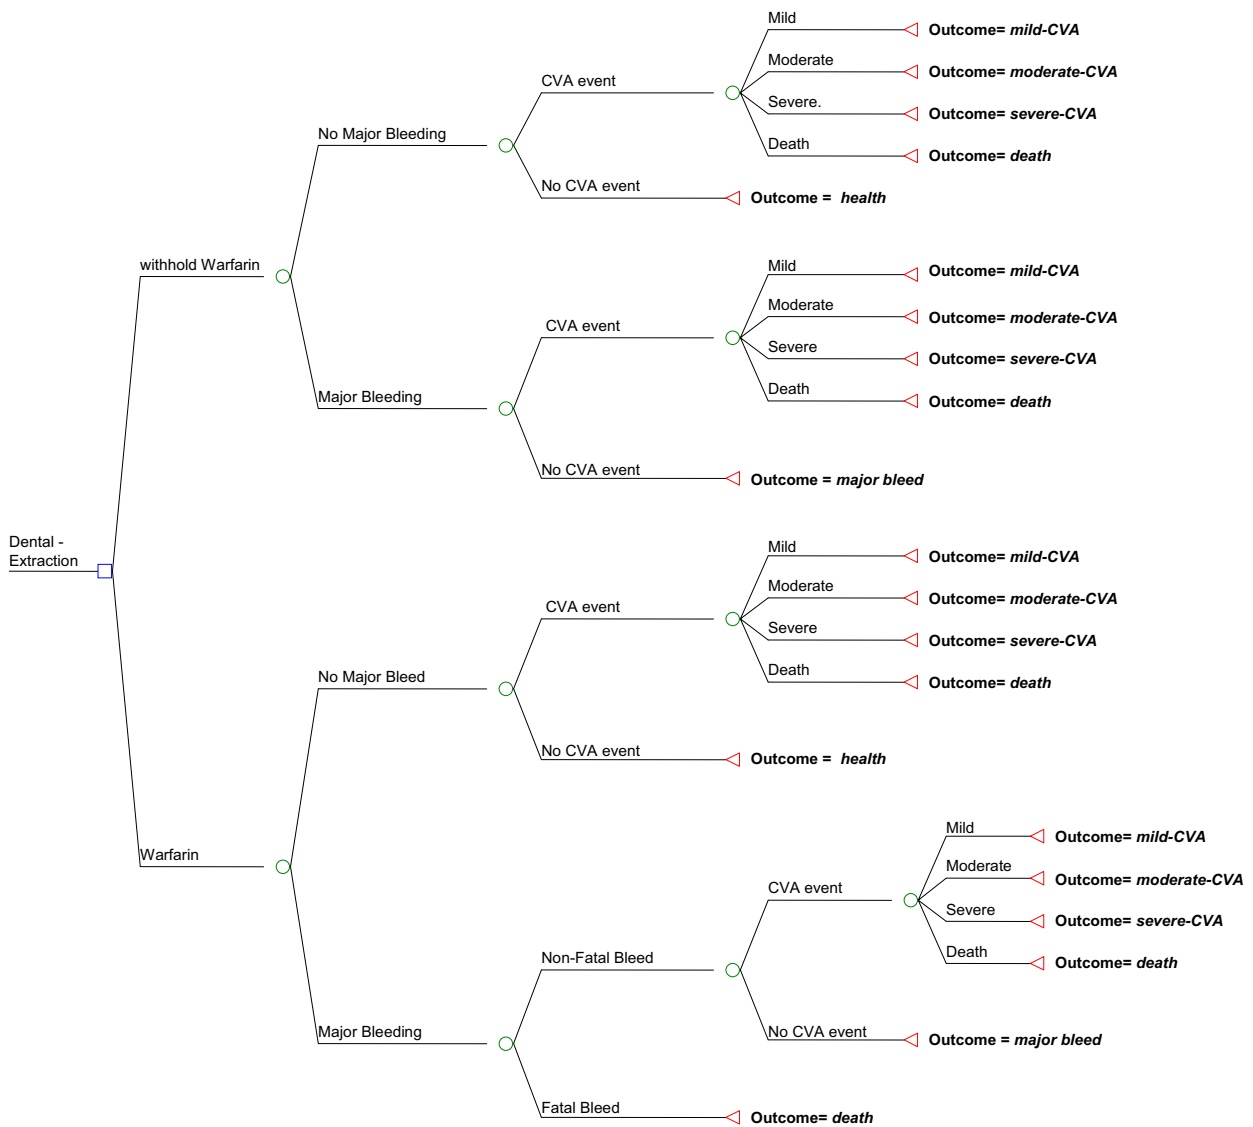 Mild
Outcome= mild-CVA
Moderate
Outcome= moderate-CVA
CVA event
Severe.
Outcome= severe-CVA
No Major Bleeding
Death
Outcome= death
No CVA event
Outcome = health
withhold Warfarin
Mild
Outcome= mild-CVA
Moderate
Outcome= moderate-CVA
CVA event
Severe
Outcome= severe-CVA
Major Bleeding
Death
Outcome= death
No CVA event
Outcome = major bleed
Dental -
Extraction
Mild
Outcome= mild-CVA
Moderate
Outcome= moderate-CVA
CVA event
Severe
Outcome= severe-CVA
No Major Bleed
Death
Outcome= death
No CVA event
Outcome = health
Warfarin
Mild
Outcome= mild-CVA
Moderate
Outcome= moderate-CVA
CVA event
Severe
Outcome= severe-CVA
Non-Fatal Bleed
Death
Outcome= death
Major Bleeding
No CVA event
Outcome = major bleed
Fatal Bleed
Outcome= death